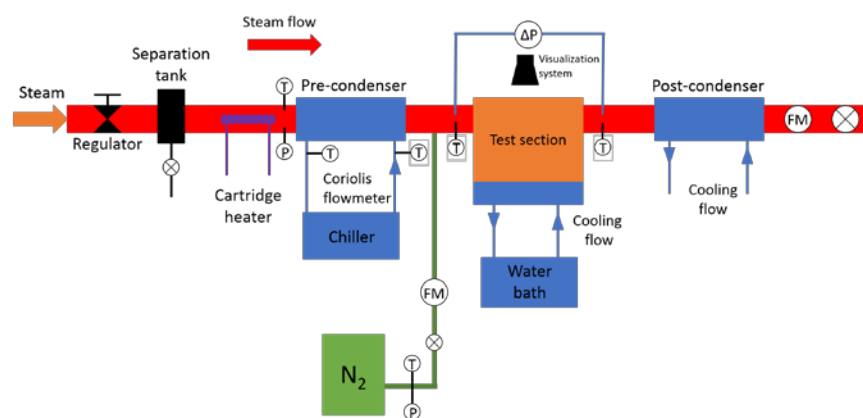 Steam flow
ΔP
Separation
tank
Visualization
system
Pre-condenser
Post-condenser
T
Steam
FM
Test section
Regulator
P
T
T
T
T
Coriolis
flowmeter
Cartridge
heater
Cooling
flow
Cooling
flow
Chiller
Water
bath
FM
N₂
T
P